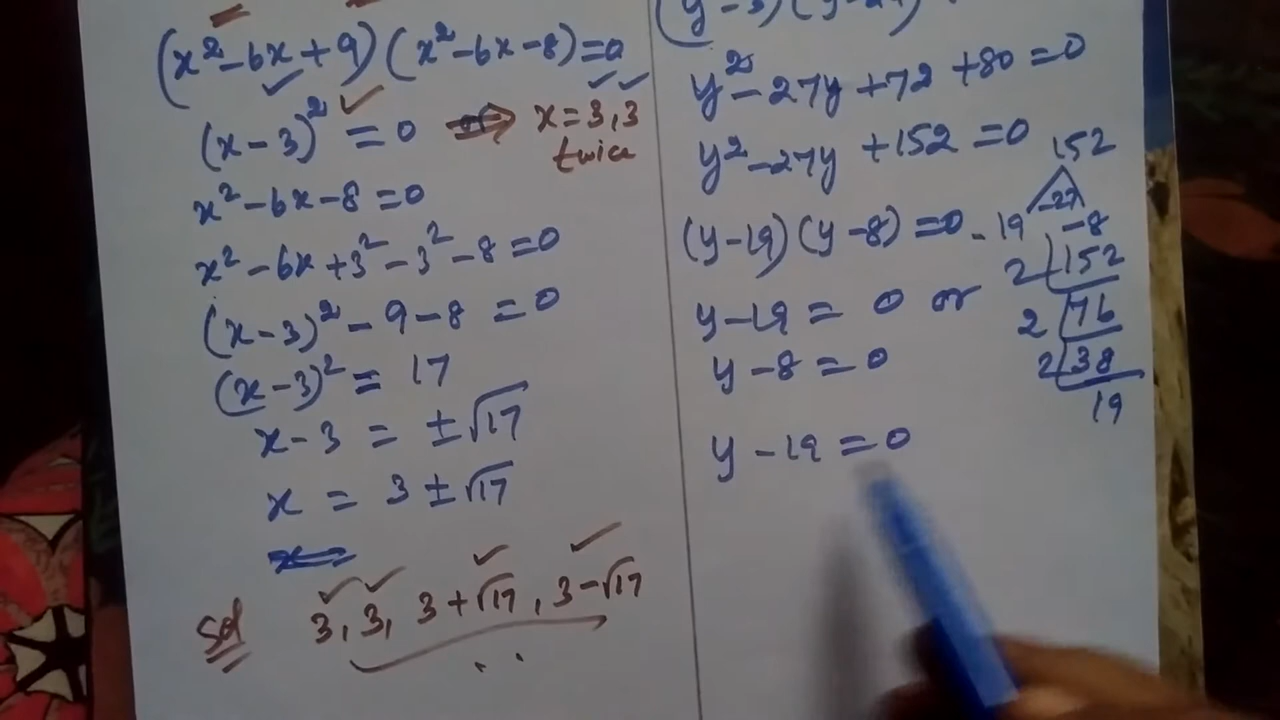 (x² - 6x + 9)(x² - 6x - 8) = 0
(x - 3)² = 0 ⇒ x = 3, 3
twice
x² - 6x - 8 = 0
x² - 6x + 3² - 3² - 8 = 0
(x - 3)² - 9 - 8 = 0
(x - 3)² = 17
x - 3 = ±√17
x = 3 ± √17
Sol 3, 3, 3 + √17, 3 - √17
y² - 27y + 72 + 80 = 0
y² - 27y + 152 = 0
(y - 19)(y - 8) = 0
y - 19 = 0 or
y - 8 = 0
y - 19 = 0
152
-27
-19 -8
2 152
2 76
2 38
19